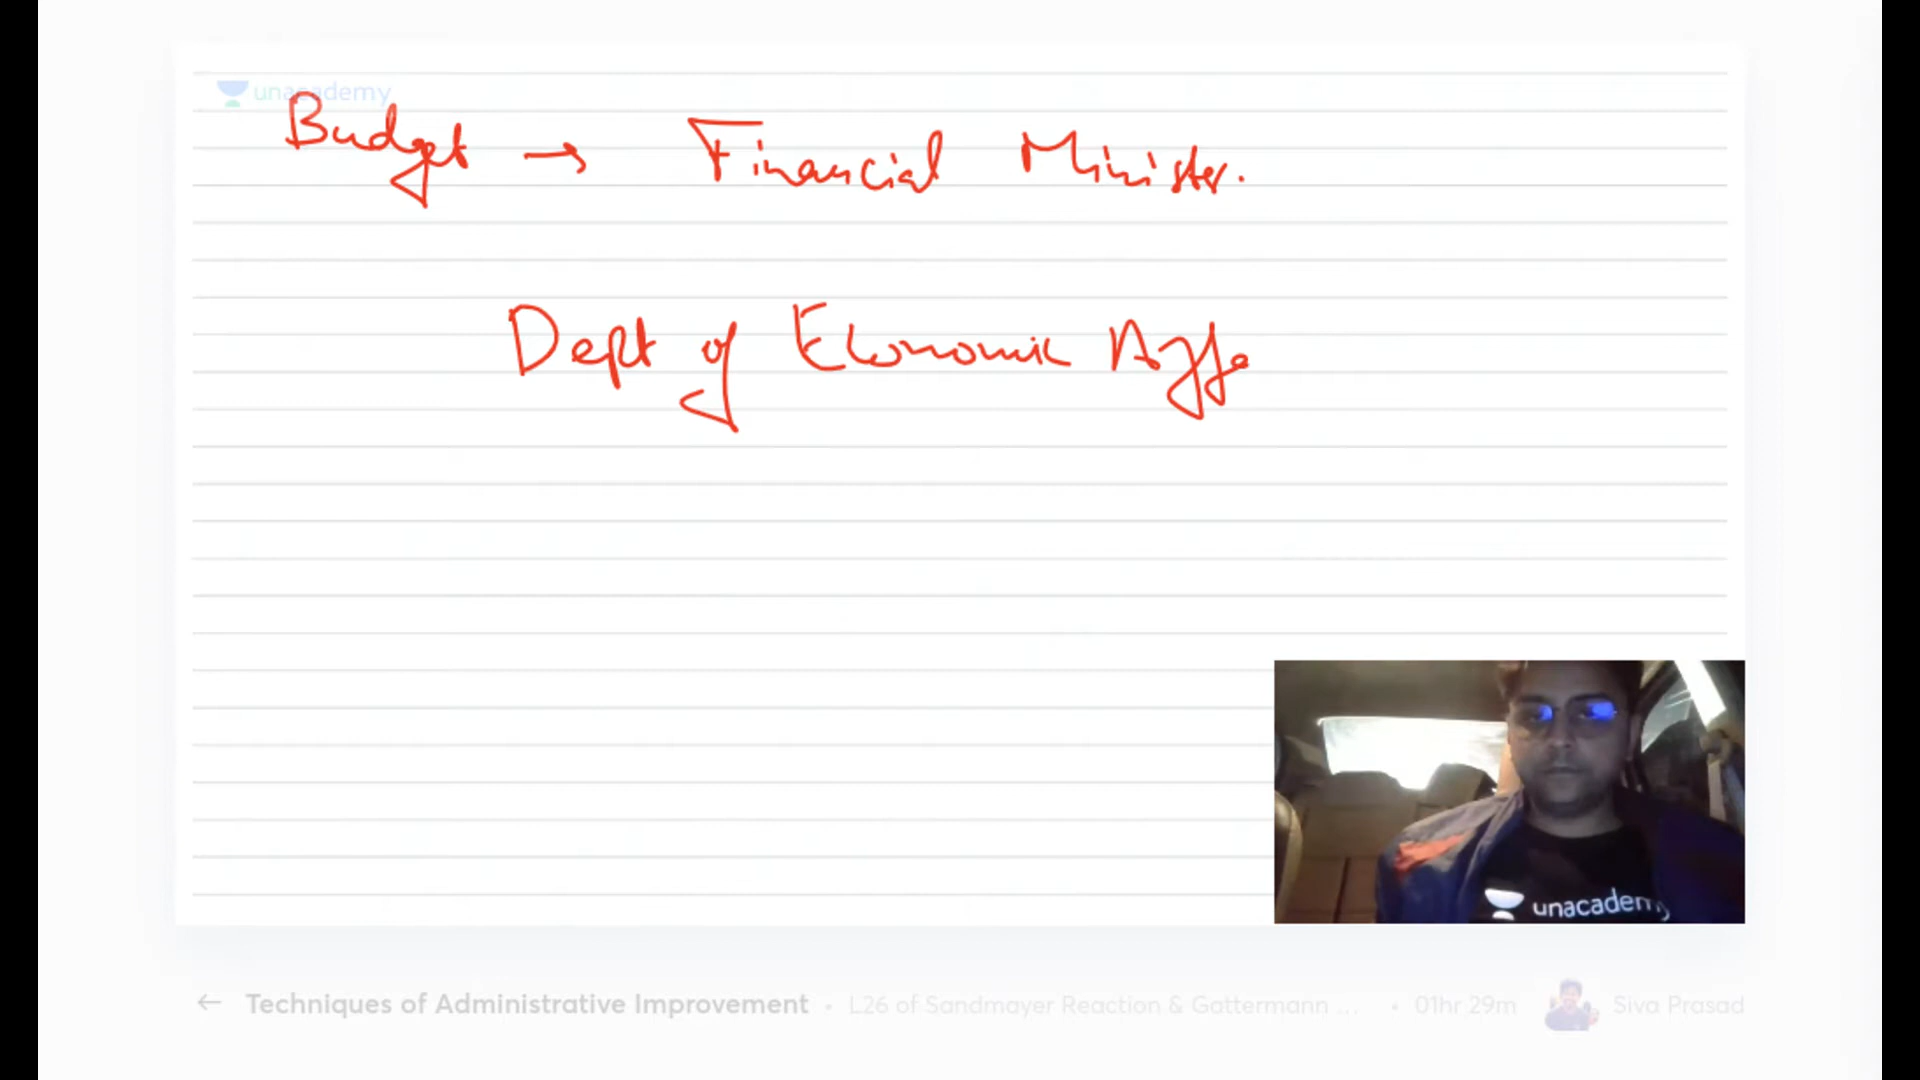 unacademy
Budget → Financial Minister.
Dept of Economic Affa
unacademy
← Techniques of Administrative Improvement • L26 of Sandmayer Reaction & Gattermann ... • 01hr 29m Siva Prasad